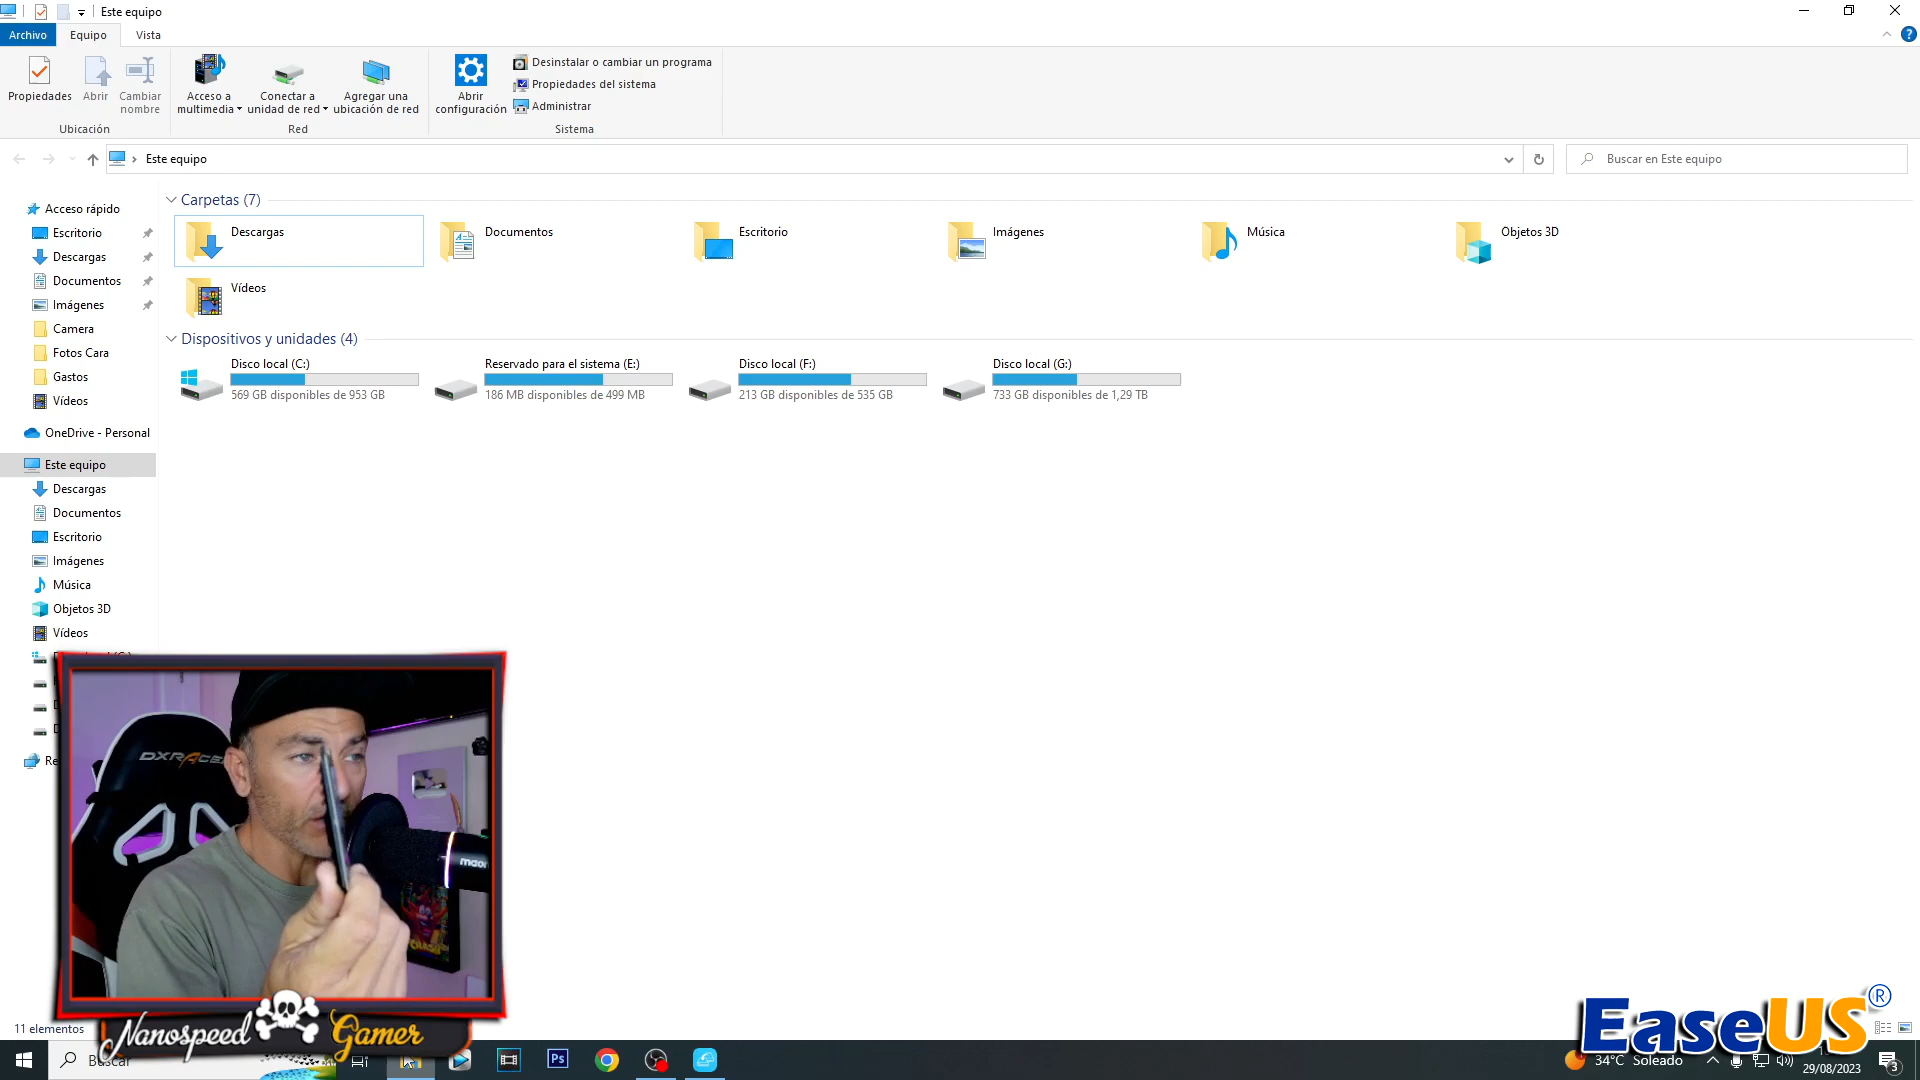 Este equipo
Archivo
Equipo
Vista
Propiedades
Abrir
Cambiar nombre
Ubicación
Acceso a multimedia
Conectar a unidad de red
Agregar una ubicación de red
Red
Abrir configuración
Desinstalar o cambiar un programa
Propiedades del sistema
Administrar
Sistema
Este equipo
Buscar en Este equipo
Acceso rápido
Escritorio
Descargas
Documentos
Imágenes
Camera
Fotos Cara
Gastos
Vídeos
OneDrive - Personal
Este equipo
Descargas
Documentos
Escritorio
Imágenes
Música
Objetos 3D
Vídeos
Carpetas (7)
Descargas
Documentos
Escritorio
Imágenes
Música
Objetos 3D
Vídeos
Dispositivos y unidades (4)
Disco local (C:)
569 GB disponibles de 953 GB
Reservado para el sistema (E:)
186 MB disponibles de 499 MB
Disco local (F:)
213 GB disponibles de 535 GB
Disco local (G:)
733 GB disponibles de 1,29 TB
DXRACE
Nanospeed Gamer
11 elementos
EaseUS®
Buscar
Ps
34°C Soleado
29/08/2023
3